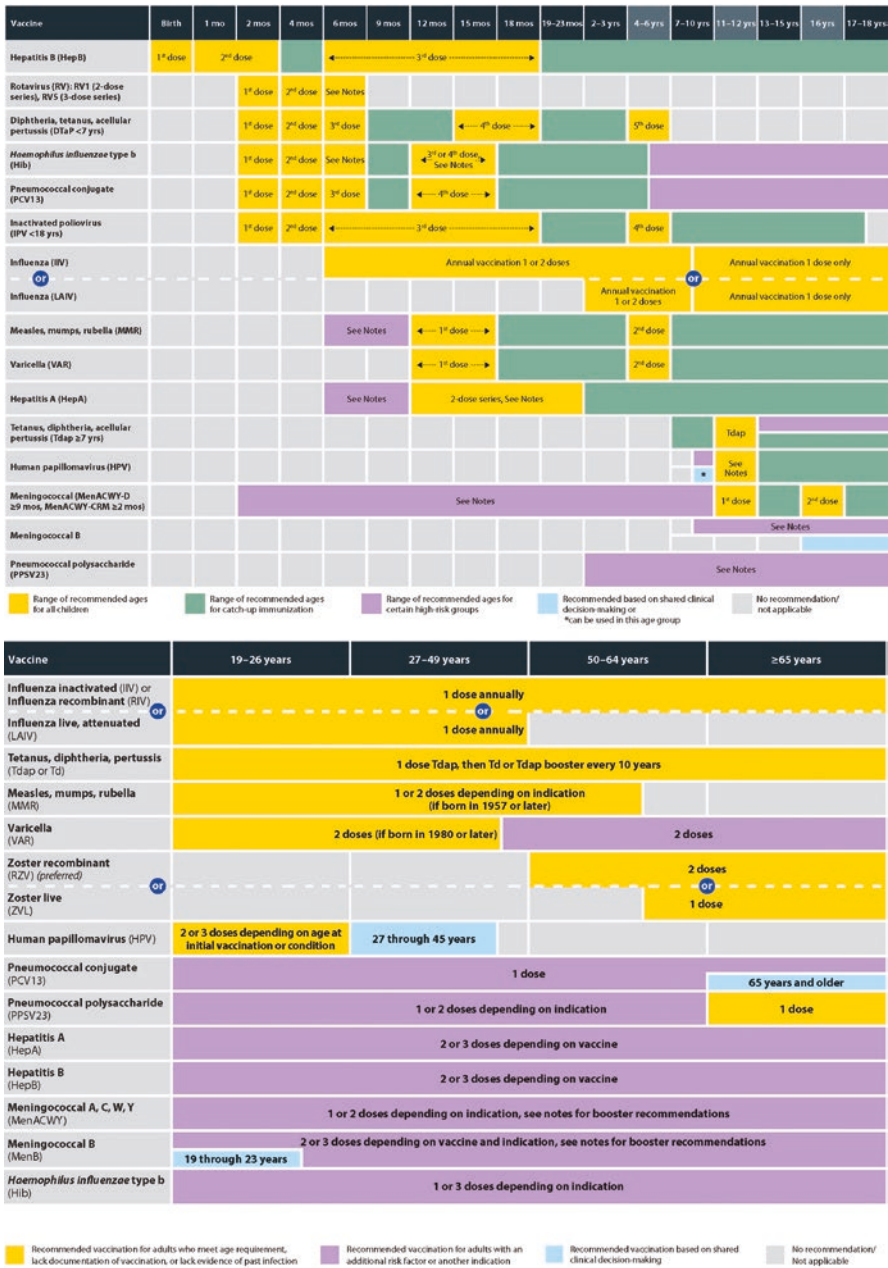 Vaccine Birth 1 mo 2 mos 4 mos 6 mos 9 mos 12 mos 15 mos 18 mos 19–23 mos 2–3 yrs 4–6 yrs 7–10 yrs 11–12 yrs 13–15 yrs 16 yrs 17–18 yrs
Hepatitis B (HepB) 1st dose 2nd dose 3rd dose
Rotavirus (RV): RV1 (2-dose
series), RV5 (3-dose series) 1st dose 2nd dose See Notes
Diphtheria, tetanus, acellular
pertussis (DTaP <7 yrs) 1st dose 2nd dose 3rd dose 4th dose 5th dose
Haemophilus influenzae type b
(Hib) 1st dose 2nd dose See Notes 3rd or 4th dose,
See Notes
Pneumococcal conjugate
(PCV13) 1st dose 2nd dose 3rd dose 4th dose
Inactivated poliovirus
(IPV <18 yrs) 1st dose 2nd dose 3rd dose 4th dose
Influenza (IIV) Annual vaccination 1 or 2 doses Annual vaccination 1 dose only
or or
Influenza (LAIV) Annual vaccination
1 or 2 doses Annual vaccination 1 dose only
Measles, mumps, rubella (MMR) See Notes 1st dose 2nd dose
Varicella (VAR) 1st dose 2nd dose
Hepatitis A (HepA) See Notes 2-dose series, See Notes
Tetanus, diphtheria, acellular
pertussis (Tdap ≥7 yrs) Tdap
Human papillomavirus (HPV) * See
Notes
Meningococcal (MenACWY-D
≥9 mos, MenACWY-CRM ≥2 mos) See Notes 1st dose 2nd dose
Meningococcal B See Notes
Pneumococcal polysaccharide
(PPSV23) See Notes
Range of recommended ages
for all children
Range of recommended ages
for catch-up immunization
Range of recommended ages for
certain high-risk groups
Recommended based on shared clinical
decision-making or
*can be used in this age group
No recommendation/
not applicable
Vaccine 19–26 years 27–49 years 50–64 years ≥65 years
Influenza inactivated (IIV) or
Influenza recombinant (RIV) 1 dose annually
or or
Influenza live, attenuated
(LAIV) 1 dose annually
Tetanus, diphtheria, pertussis
(Tdap or Td) 1 dose Tdap, then Td or Tdap booster every 10 years
Measles, mumps, rubella
(MMR) 1 or 2 doses depending on indication
(if born in 1957 or later)
Varicella
(VAR) 2 doses (if born in 1980 or later) 2 doses
Zoster recombinant
(RZV) (preferred) 2 doses
or or
Zoster live
(ZVL) 1 dose
Human papillomavirus (HPV) 2 or 3 doses depending on age at
initial vaccination or condition 27 through 45 years
Pneumococcal conjugate
(PCV13) 1 dose 65 years and older
Pneumococcal polysaccharide
(PPSV23) 1 or 2 doses depending on indication 1 dose
Hepatitis A
(HepA) 2 or 3 doses depending on vaccine
Hepatitis B
(HepB) 2 or 3 doses depending on vaccine
Meningococcal A, C, W, Y
(MenACWY) 1 or 2 doses depending on indication, see notes for booster recommendations
Meningococcal B
(MenB) 2 or 3 doses depending on vaccine and indication, see notes for booster recommendations
19 through 23 years
Haemophilus influenzae type b
(Hib) 1 or 3 doses depending on indication
Recommended vaccination for adults who meet age requirement,
lack documentation of vaccination, or lack evidence of past infection
Recommended vaccination for adults with an
additional risk factor or another indication
Recommended vaccination based on shared
clinical decision-making
No recommendation/
Not applicable